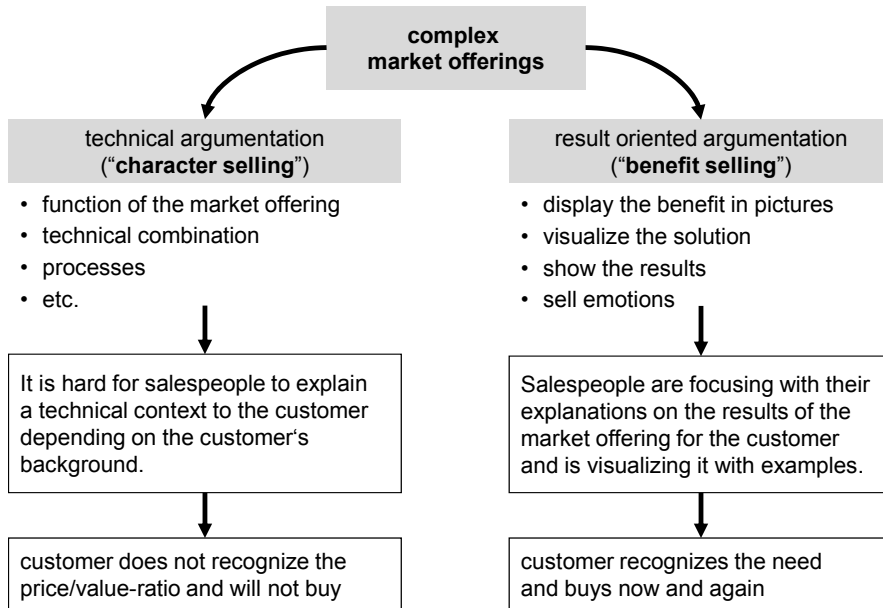 complex
market offerings
technical argumentation
(“character selling”)
• function of the market offering
• technical combination
• processes
• etc.
It is hard for salespeople to explain
a technical context to the customer
depending on the customer‘s
background.
customer does not recognize the
price/value-ratio and will not buy
result oriented argumentation
(“benefit selling”)
• display the benefit in pictures
• visualize the solution
• show the results
• sell emotions
Salespeople are focusing with their
explanations on the results of the
market offering for the customer
and is visualizing it with examples.
customer recognizes the need
and buys now and again